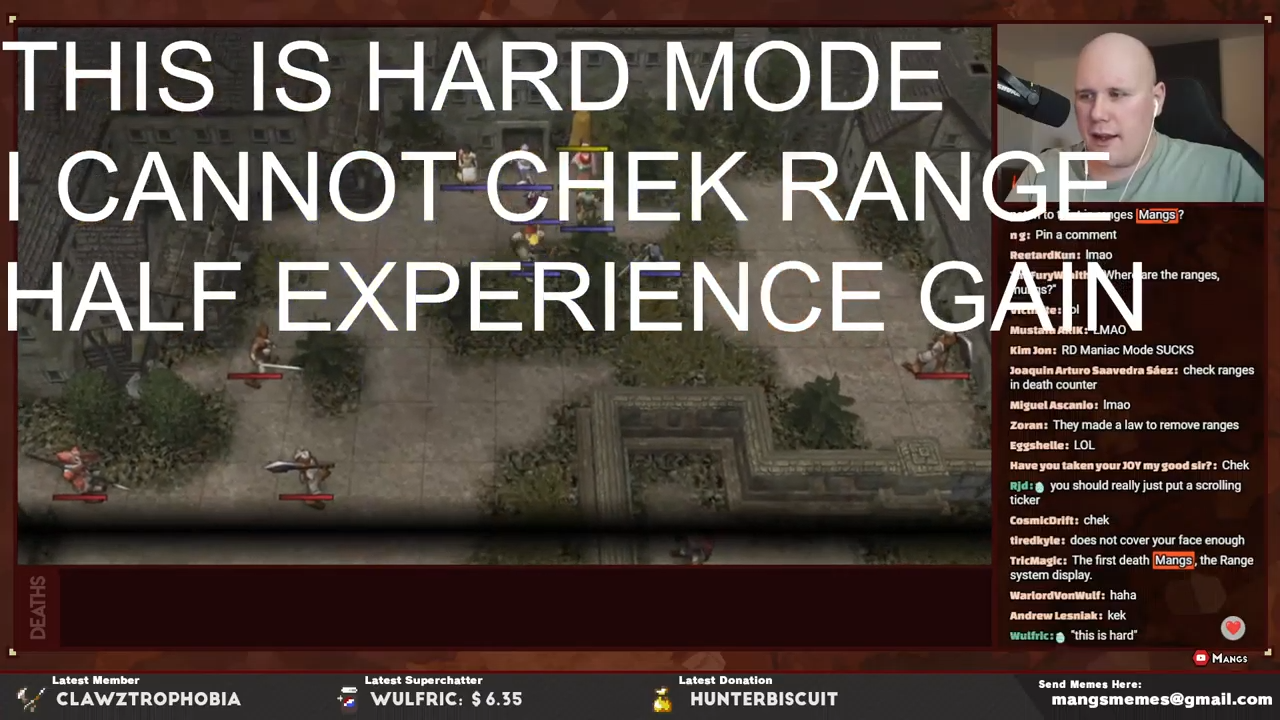 THIS IS HARD MODE
I CANNOT CHEK RANGE
HALF EXPERIENCE GAIN
ranges Mangs?
ng: Pin a comment
ReetardKun: lmao
Where are the ranges,
LMAO
Kim Jon: RD Maniac Mode SUCKS
Joaquin Arturo Saavedra Sáez: check ranges
in death counter
Miguel Ascanio: lmao
Zoran: They made a law to remove ranges
Eggshelle: LOL
Have you taken your JOY my good sir?: Chek
Rjd: you should really just put a scrolling
ticker
CosmicDrift: chek
tiredkyle: does not cover your face enough
TricMagic: The first death Mangs, the Range
system display.
WarlordVonWulf: haha
Andrew Lesniak: kek
Wulfric: "this is hard"
DEATHS
MANGS
Latest Member
CLAWZTROPHOBIA
Latest Superchatter
WULFRIC: $6.35
Latest Donation
HUNTERBISCUIT
Send Memes Here:
mangsmemes@gmail.com